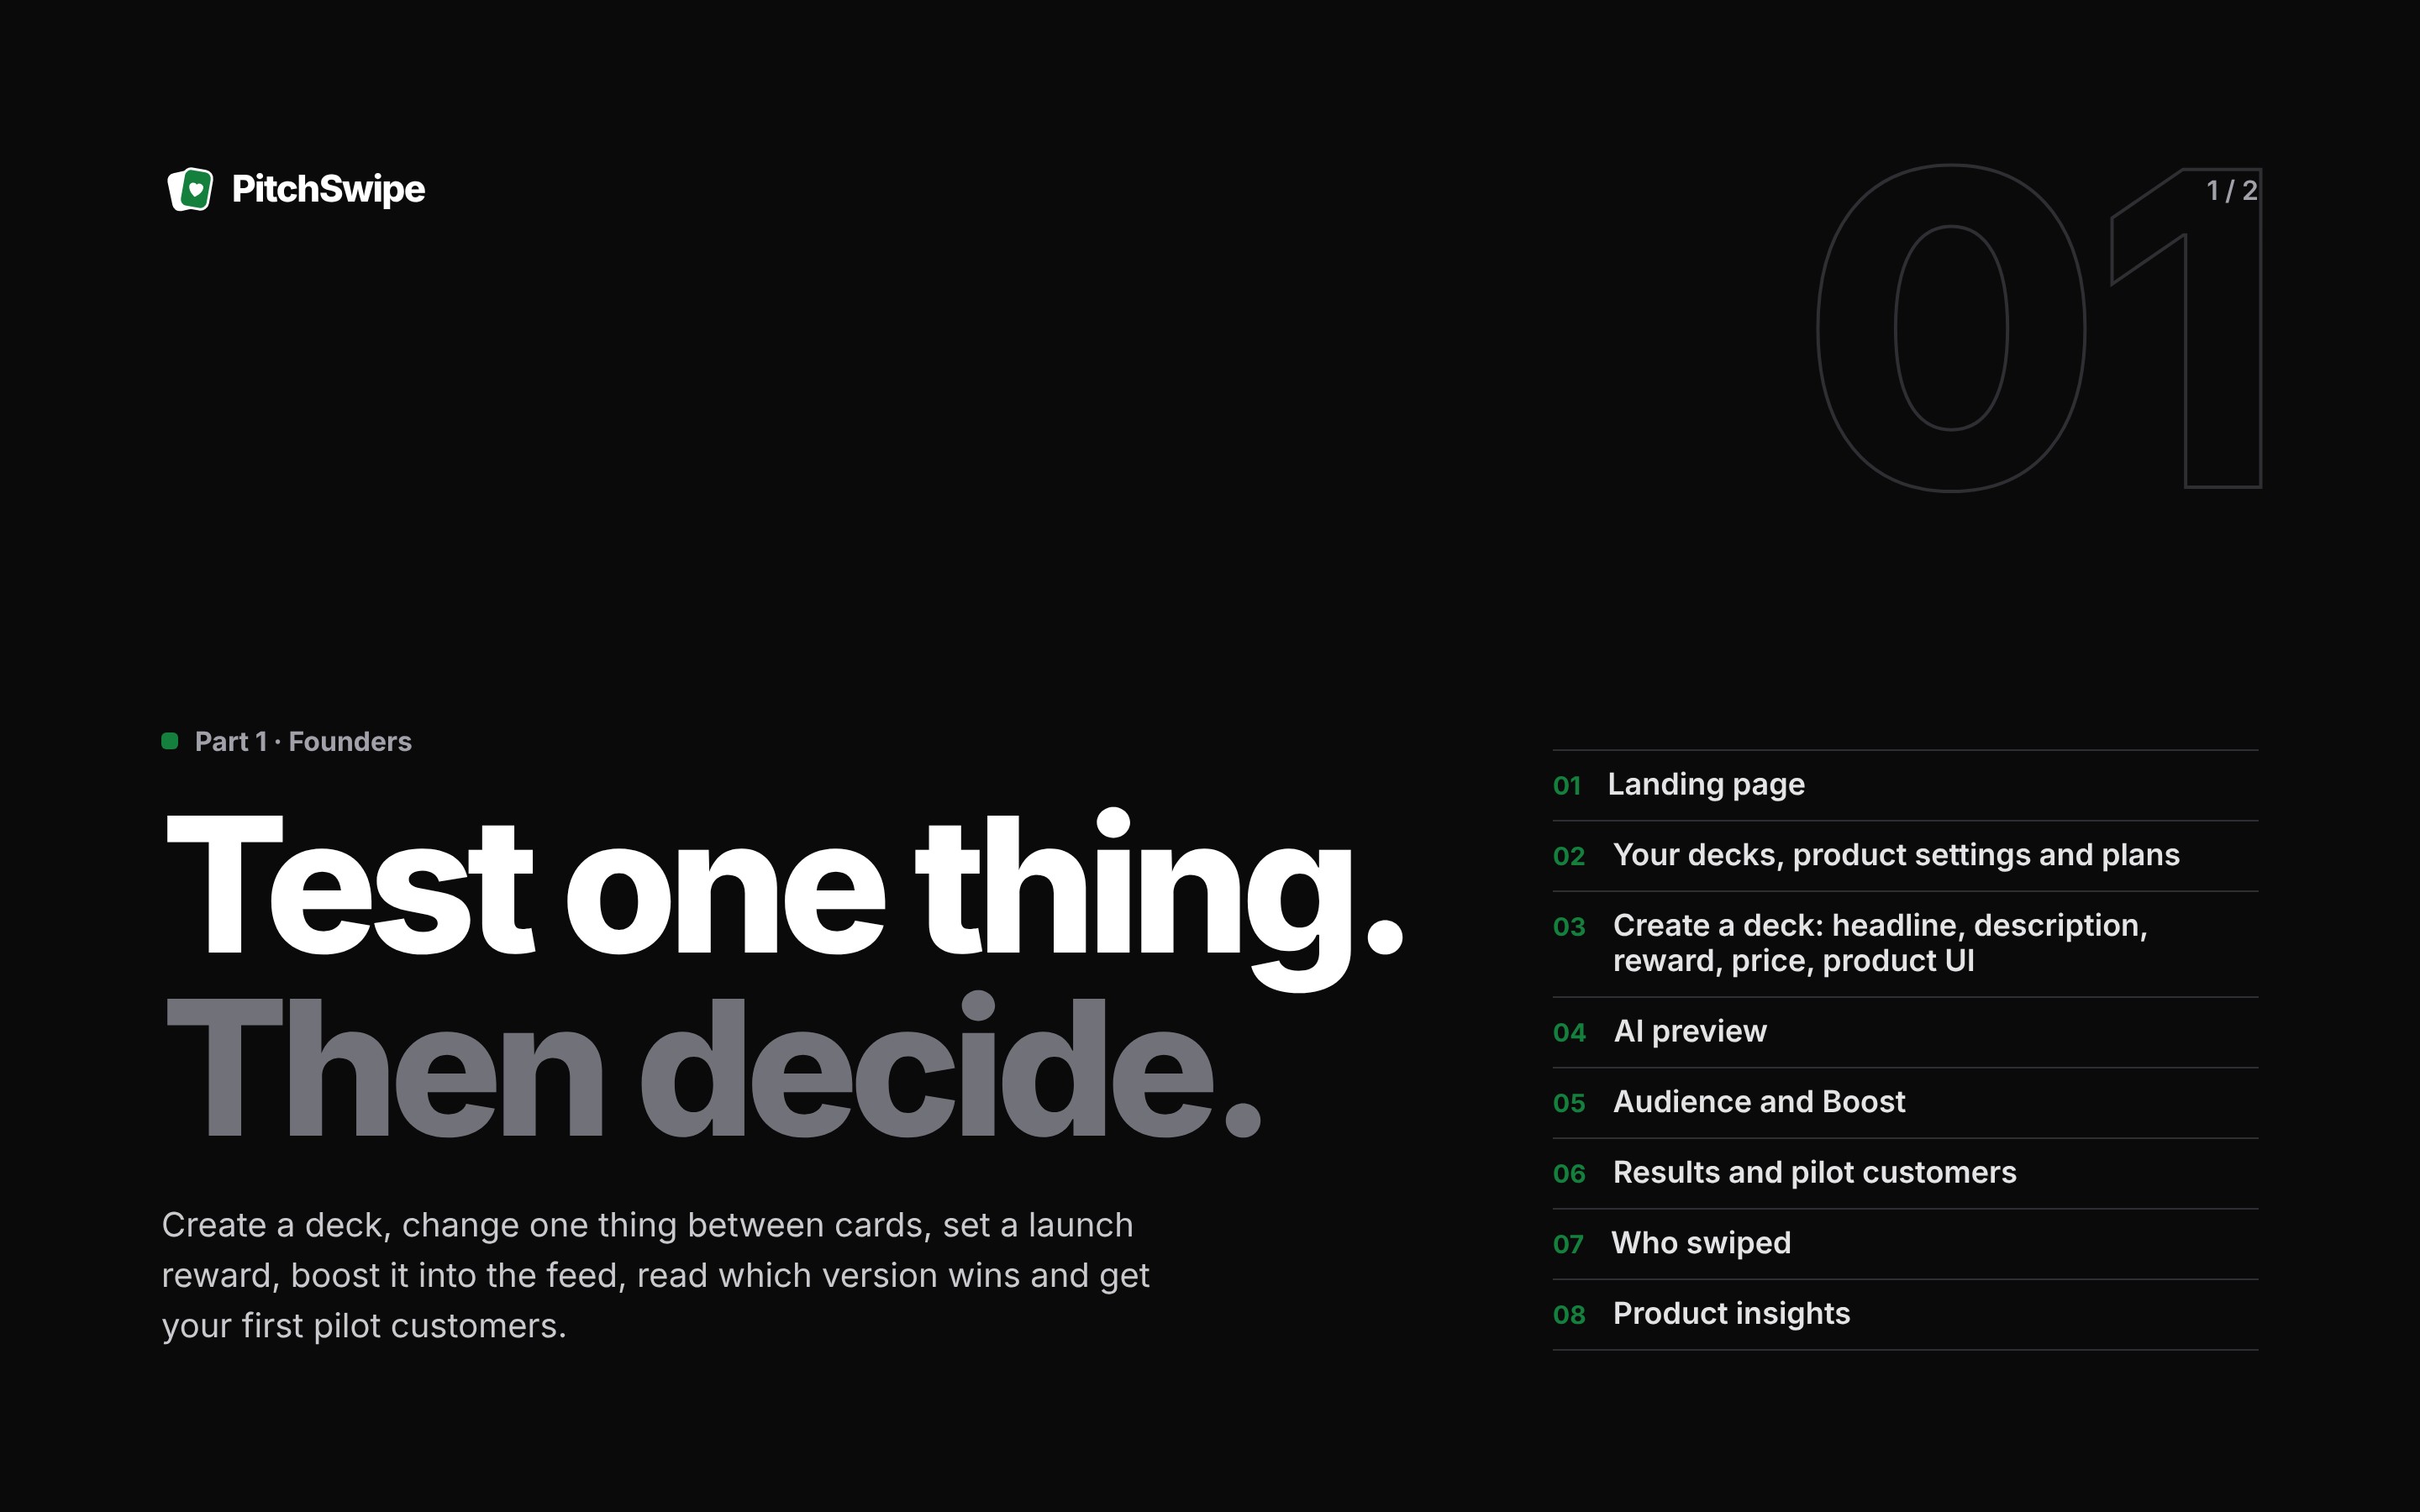 PitchSwipe
1 / 2
01
Part 1 · Founders
Test one thing.
Then decide.
Create a deck, change one thing between cards, set a launch
reward, boost it into the feed, read which version wins and get
your first pilot customers.
01 Landing page
02 Your decks, product settings and plans
03 Create a deck: headline, description,
reward, price, product UI
04 AI preview
05 Audience and Boost
06 Results and pilot customers
07 Who swiped
08 Product insights